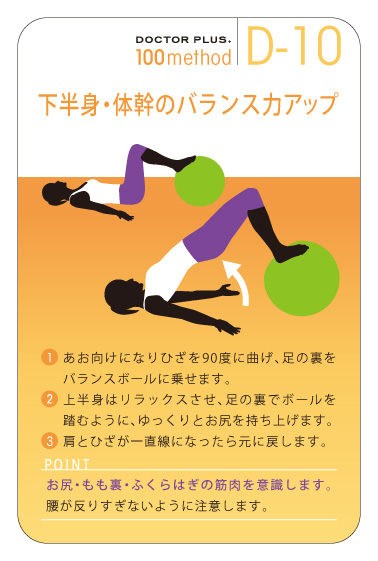 DOCTOR PLUS.
100method
D-10
下半身・体幹のバランス力アップ
1 あお向けになりひざを90度に曲げ、足の裏を
バランスボールに乗せます。
2 上半身はリラックスさせ、足の裏でボールを
踏むように、ゆっくりとお尻を持ち上げます。
3 肩とひざが一直線になったら元に戻します。
POINT
お尻・もも裏・ふくらはぎの筋肉を意識します。
腰が反りすぎないように注意します。